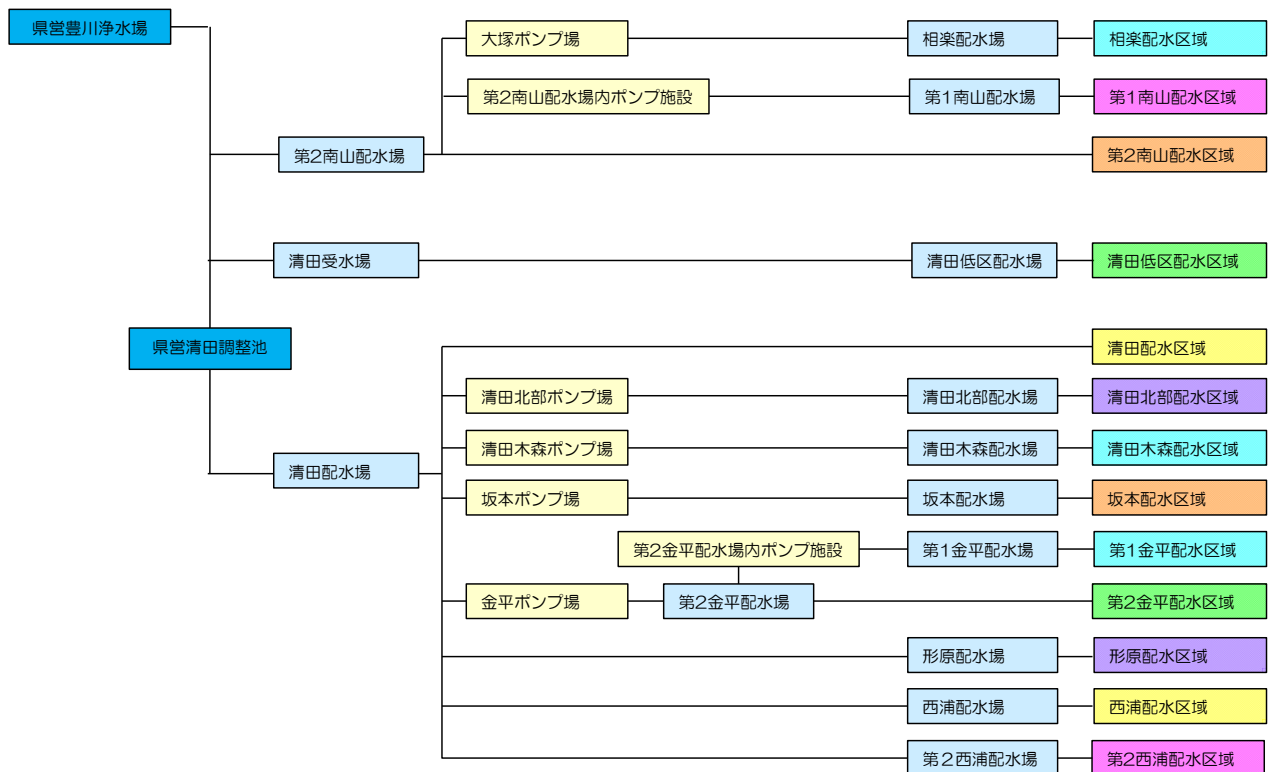 県営豊川浄水場
大塚ポンプ場
相楽配水場
相楽配水区域
第2南山配水場内ポンプ施設
第1南山配水場
第1南山配水区域
第2南山配水場
第2南山配水区域
清田受水場
清田低区配水場
清田低区配水区域
県営清田調整池
清田配水区域
清田北部ポンプ場
清田北部配水場
清田北部配水区域
清田木森ポンプ場
清田木森配水場
清田木森配水区域
清田配水場
坂本ポンプ場
坂本配水場
坂本配水区域
第2金平配水場内ポンプ施設
第1金平配水場
第1金平配水区域
金平ポンプ場
第2金平配水場
第2金平配水区域
形原配水場
形原配水区域
西浦配水場
西浦配水区域
第２西浦配水場
第2西浦配水区域